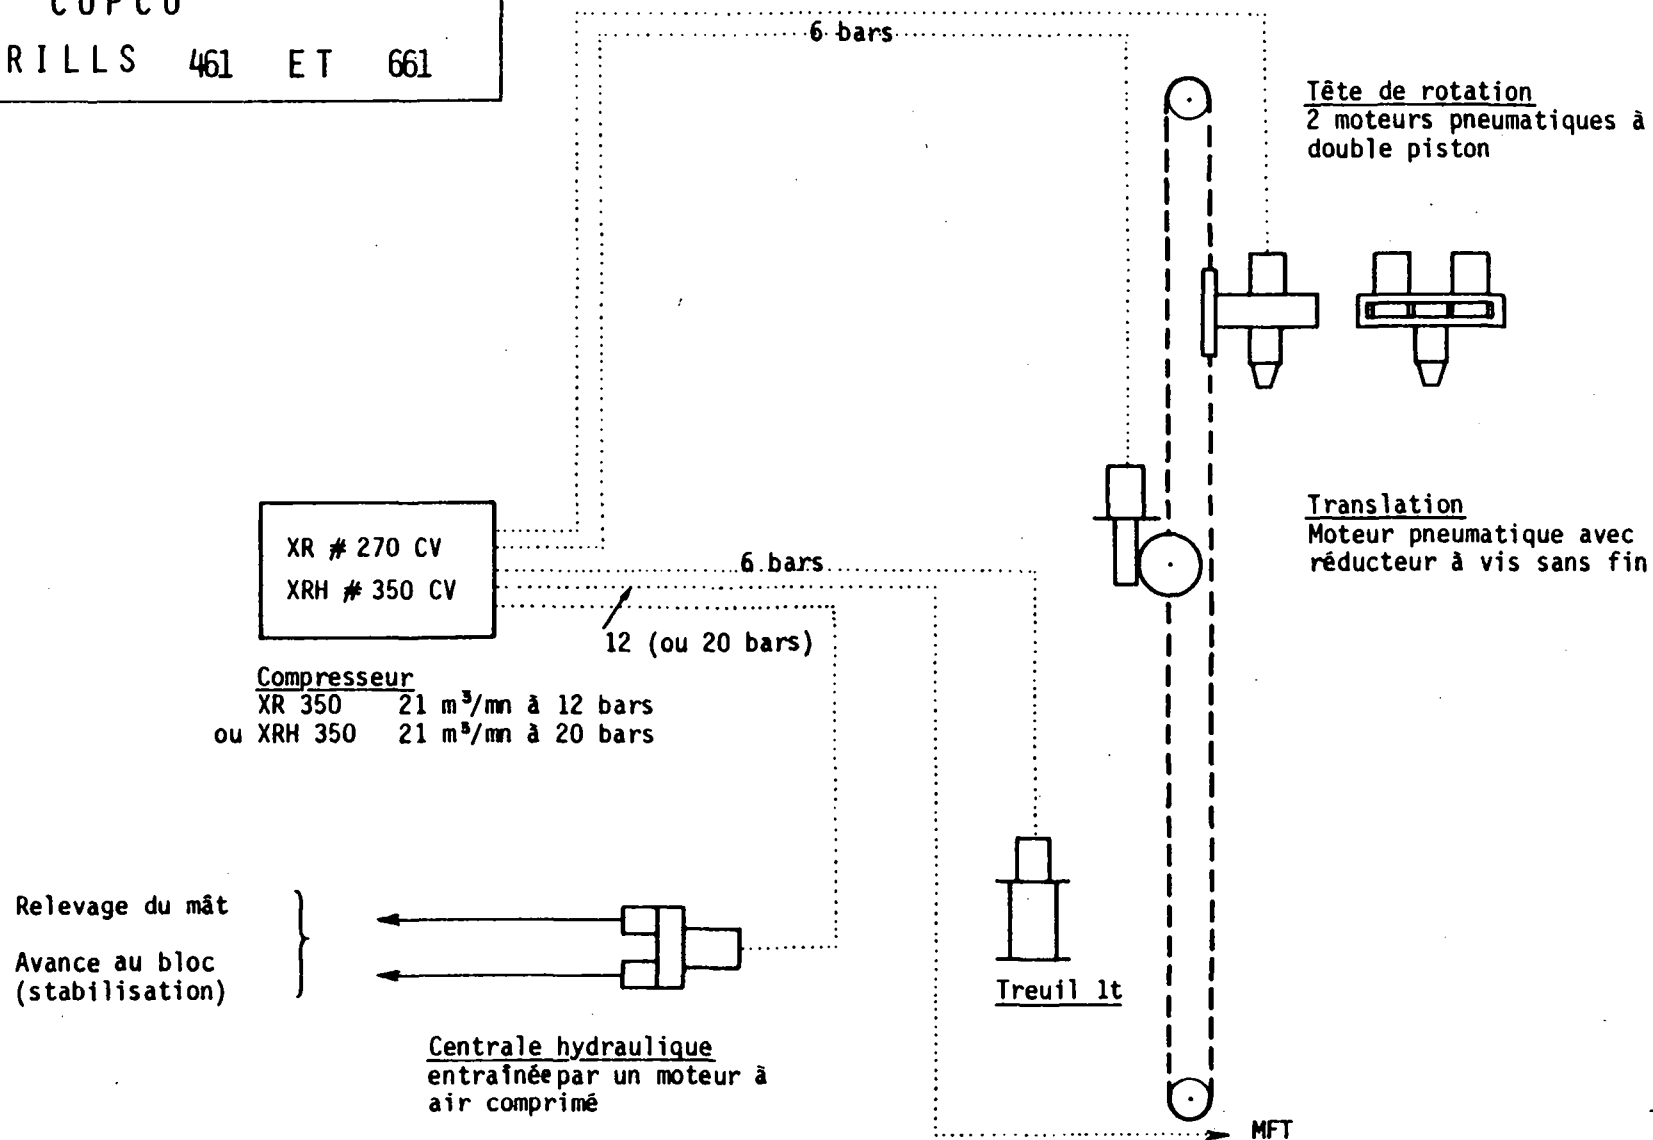 COPCO
RILLS 461 ET 661
6 bars
Tête de rotation
2 moteurs pneumatiques à
double piston
Translation
Moteur pneumatique avec
réducteur à vis sans fin
XR # 270 CV
XRH # 350 CV
6 bars
12 (ou 20 bars)
Compresseur
XR 350 21 m³/mn à 12 bars
ou XRH 350 21 m³/mn à 20 bars
Relevage du mât
Avance au bloc
(stabilisation)
Treuil 1t
Centrale hydraulique
entraînée par un moteur à
air comprimé
MFT